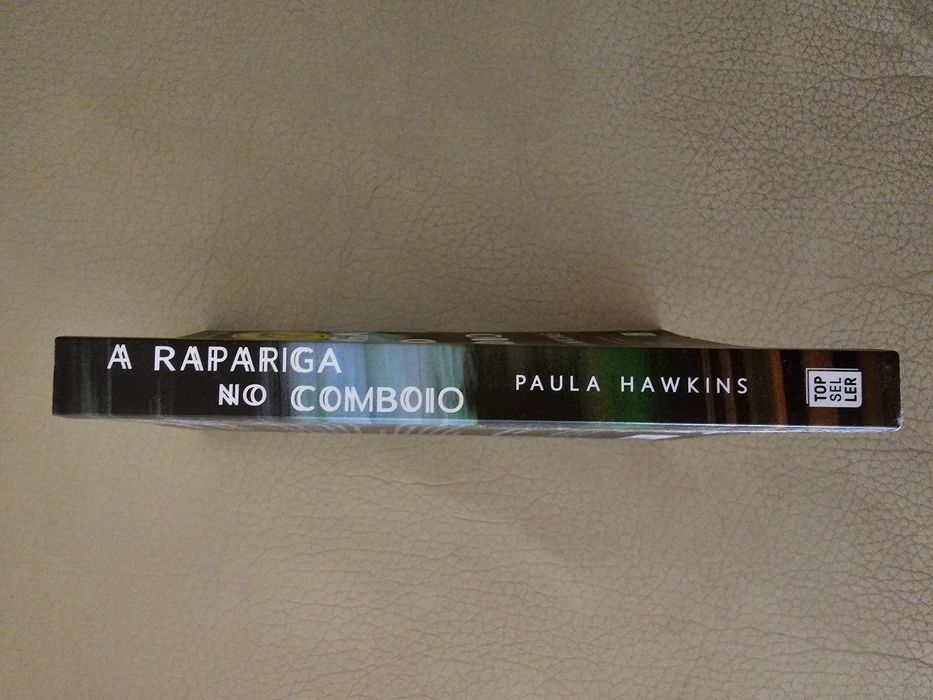 A RAPARIGA
NO COMBOIO
PAULA HAWKINS
TOP
SEL
LER